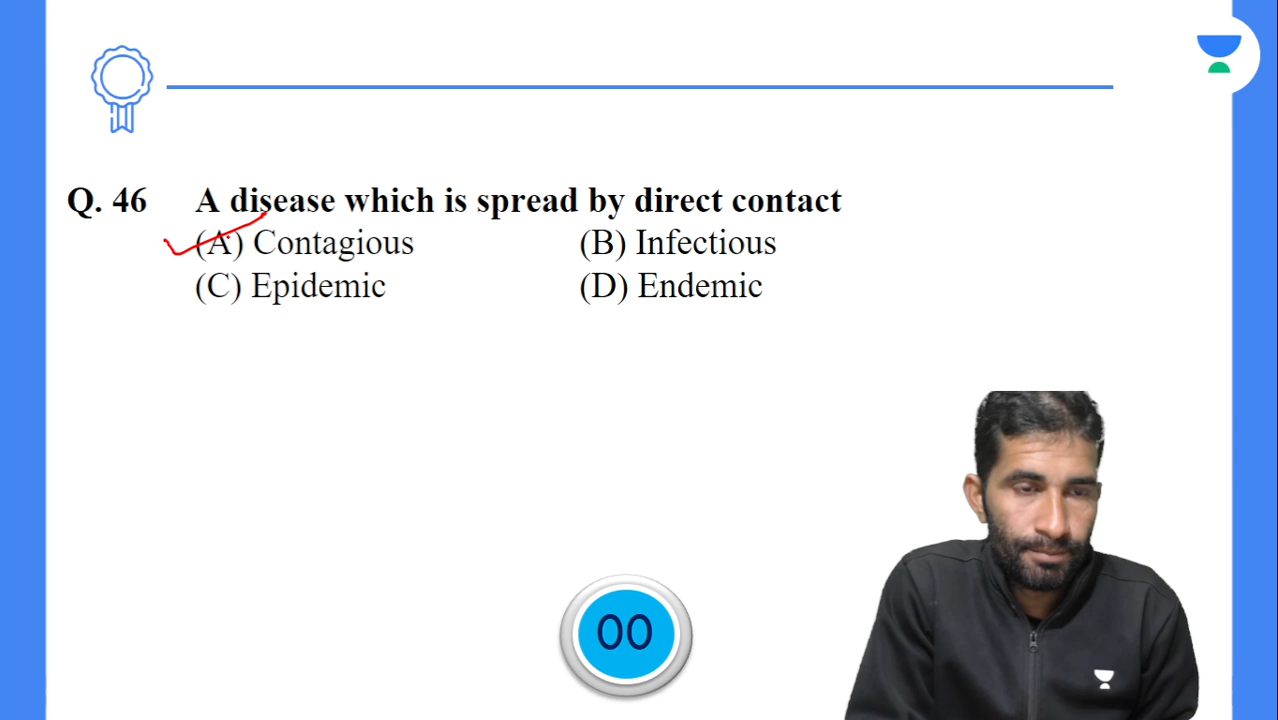 Q. 46 A disease which is spread by direct contact
(A) Contagious (B) Infectious
(C) Epidemic (D) Endemic
00